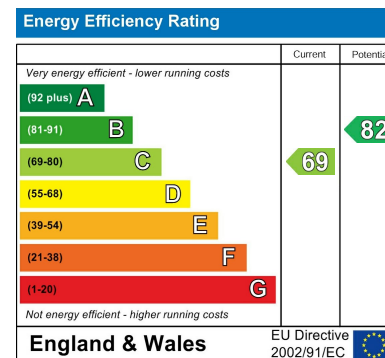 Energy Efficiency Rating
Current Potentia
Very energy efficient - lower running costs
(92 plus) A
(81-91) B 82
(69-80) C 69
(55-68) D
(39-54) E
(21-38) F
(1-20) G
Not energy efficient - higher running costs
England & Wales
EU Directive
2002/91/EC